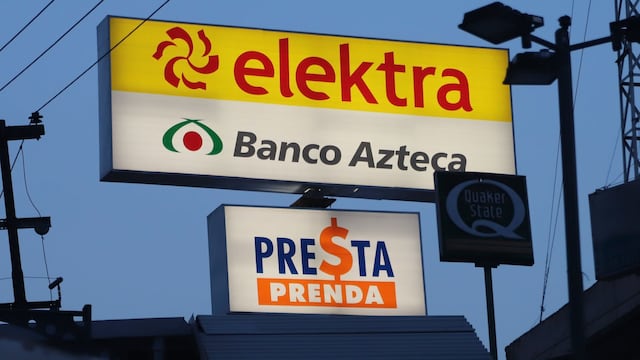 elektra
Banco Azteca
Quaker
State
PRE$TA
PRENDA